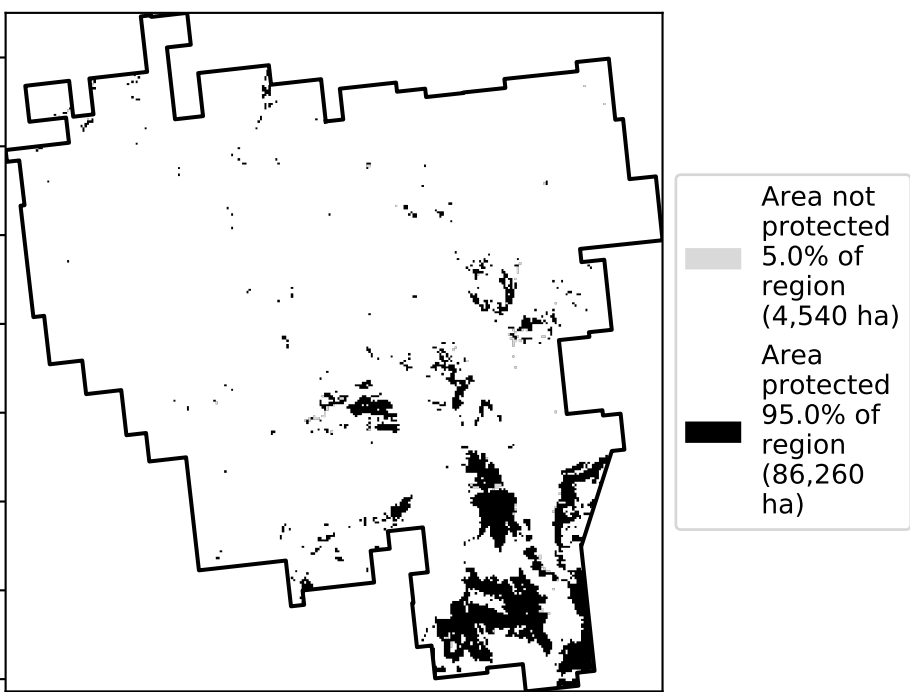 Area not
protected
5.0% of
region
(4,540 ha)
Area
protected
95.0% of
region
(86,260
ha)